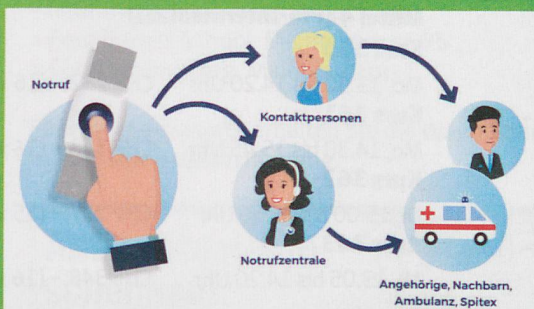 Notruf
Kontaktpersonen
Notrufzentrale
Angehörige, Nachbarn,
Ambulanz, Spitex